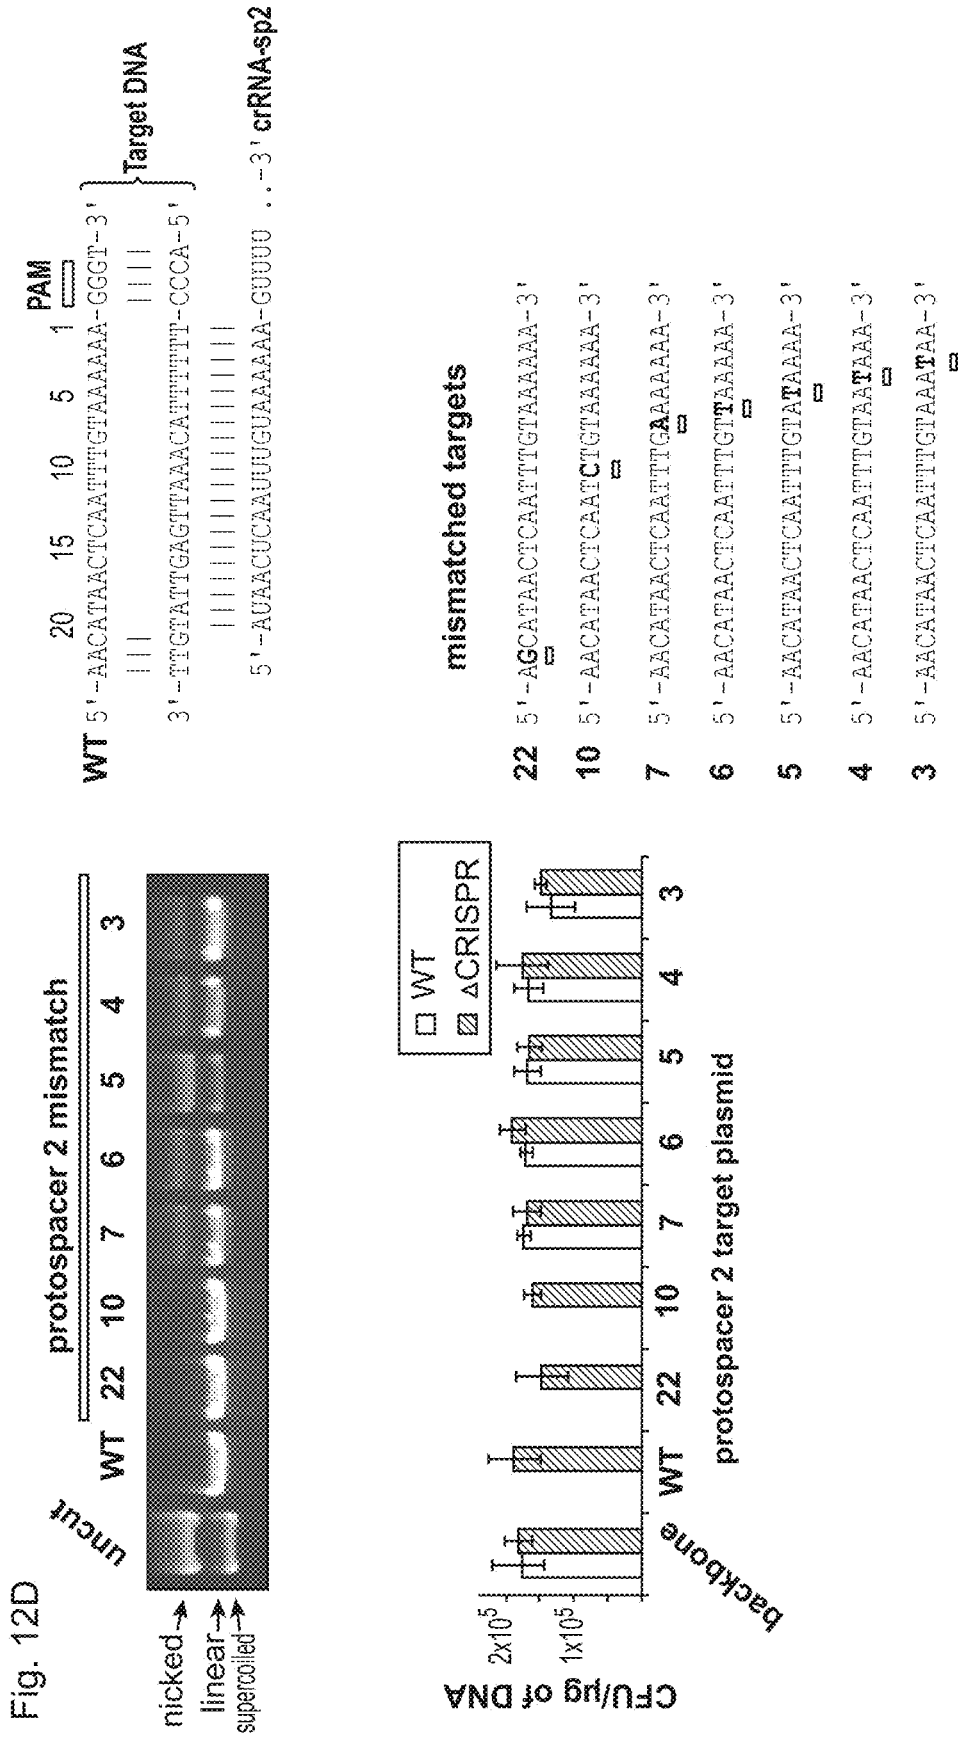 Fig. 12D
protospacer 2 mismatch
uncut WT 22 10 7 6 5 4 3
nicked
linear
supercoiled
20 15 10 5 1 PAM
WT 5'-AACATAACTCAATTTGTAAAAAA-GGGT-3'
3'-TTGTATTGAGTTAAACATTTTTT-CCCA-5'
Target DNA
5'-AUAACUCAAUUUGUAAAAAA-GUUUU ..-3' crRNA-sp2
CFU/µg of DNA
2x10⁵
1x10⁵
WT
ΔCRISPR
backbone WT 22 10 7 6 5 4 3
protospacer 2 target plasmid
mismatched targets
22 5'-AGCATAACTCAATTTGTAAAAAA-3'
10 5'-AACATAACTCAATCTGTAAAAAA-3'
7 5'-AACATAACTCAATTTGAAAAAAA-3'
6 5'-AACATAACTCAATTTGTTAAAAA-3'
5 5'-AACATAACTCAATTTGTATAAAA-3'
4 5'-AACATAACTCAATTTGTAATAAA-3'
3 5'-AACATAACTCAATTTGTAAATAA-3'